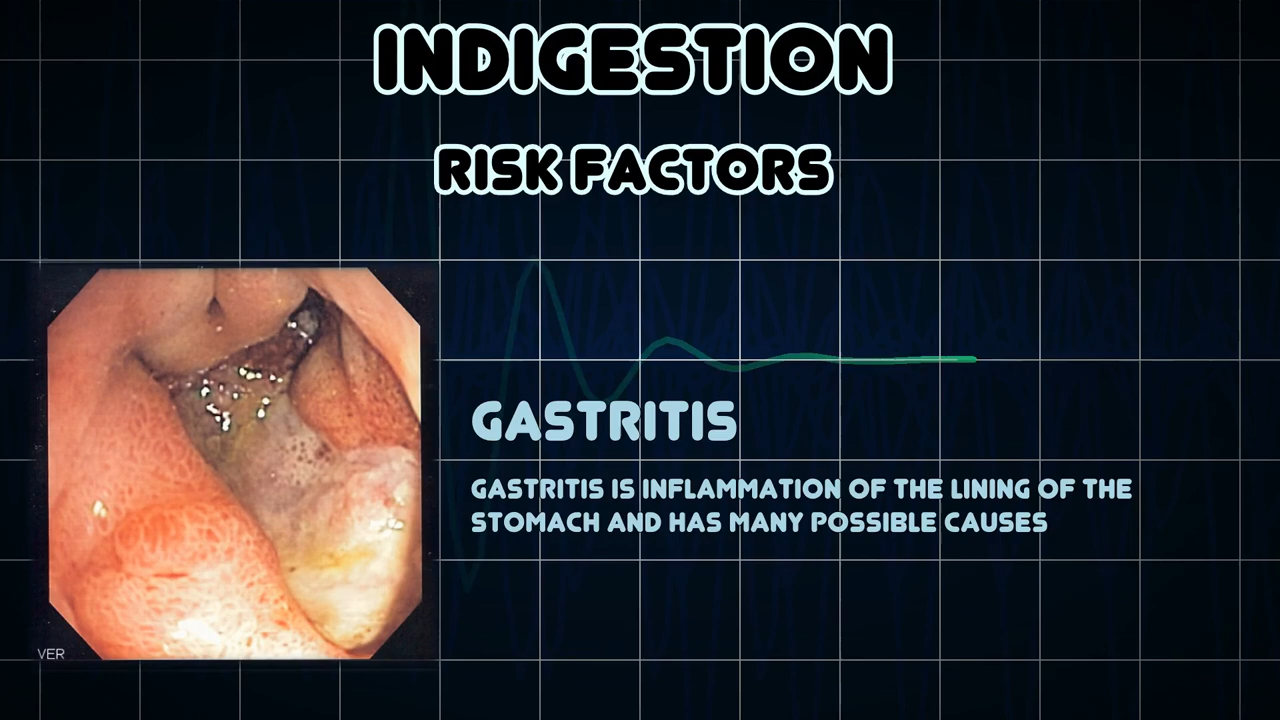 INDIGESTION
RISK FACTORS
GASTRITIS
GASTRITIS IS INFLAMMATION OF THE LINING OF THE
STOMACH AND HAS MANY POSSIBLE CAUSES
VER